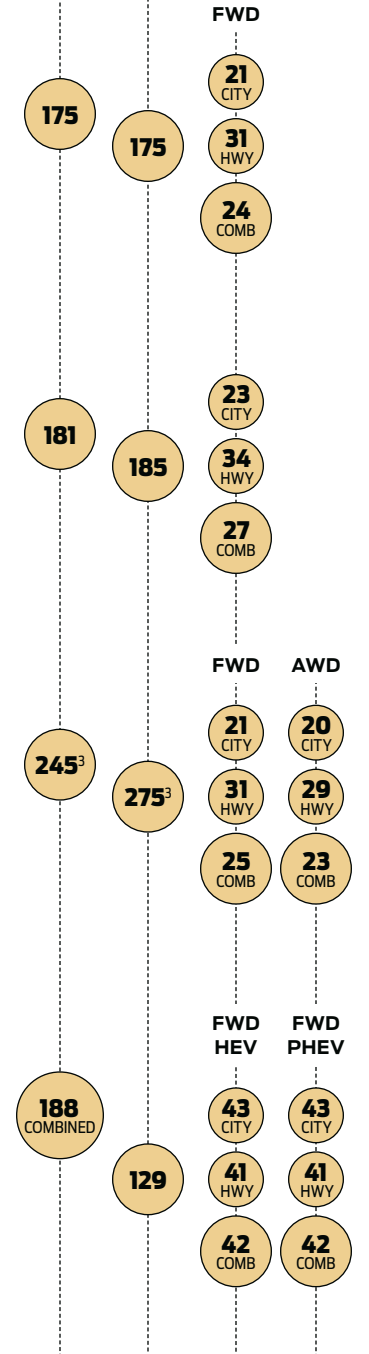 FWD
175
175
21
CITY
31
HWY
24
COMB
181
185
23
CITY
34
HWY
27
COMB
FWD AWD
245³
275³
21
CITY
20
CITY
31
HWY
29
HWY
25
COMB
23
COMB
FWD
HEV
FWD
PHEV
188
COMBINED
129
43
CITY
43
CITY
41
HWY
41
HWY
42
COMB
42
COMB